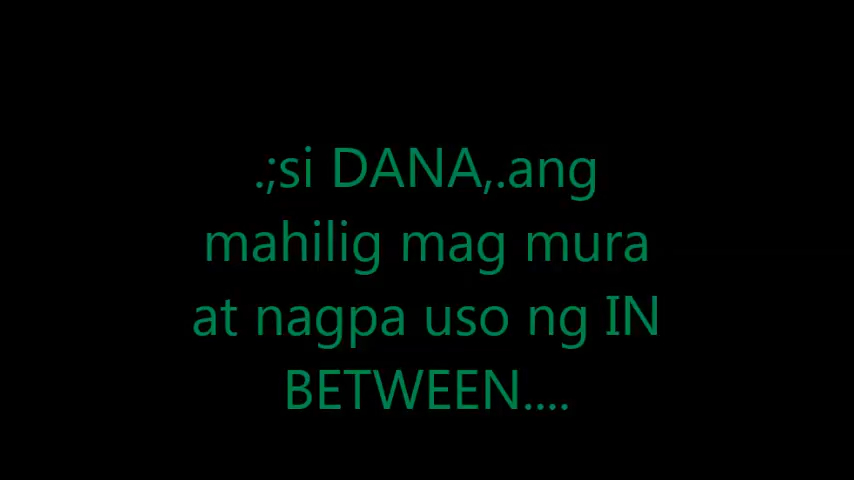 .;si DANA,.ang
mahilig mag mura
at nagpa uso ng IN
BETWEEN....